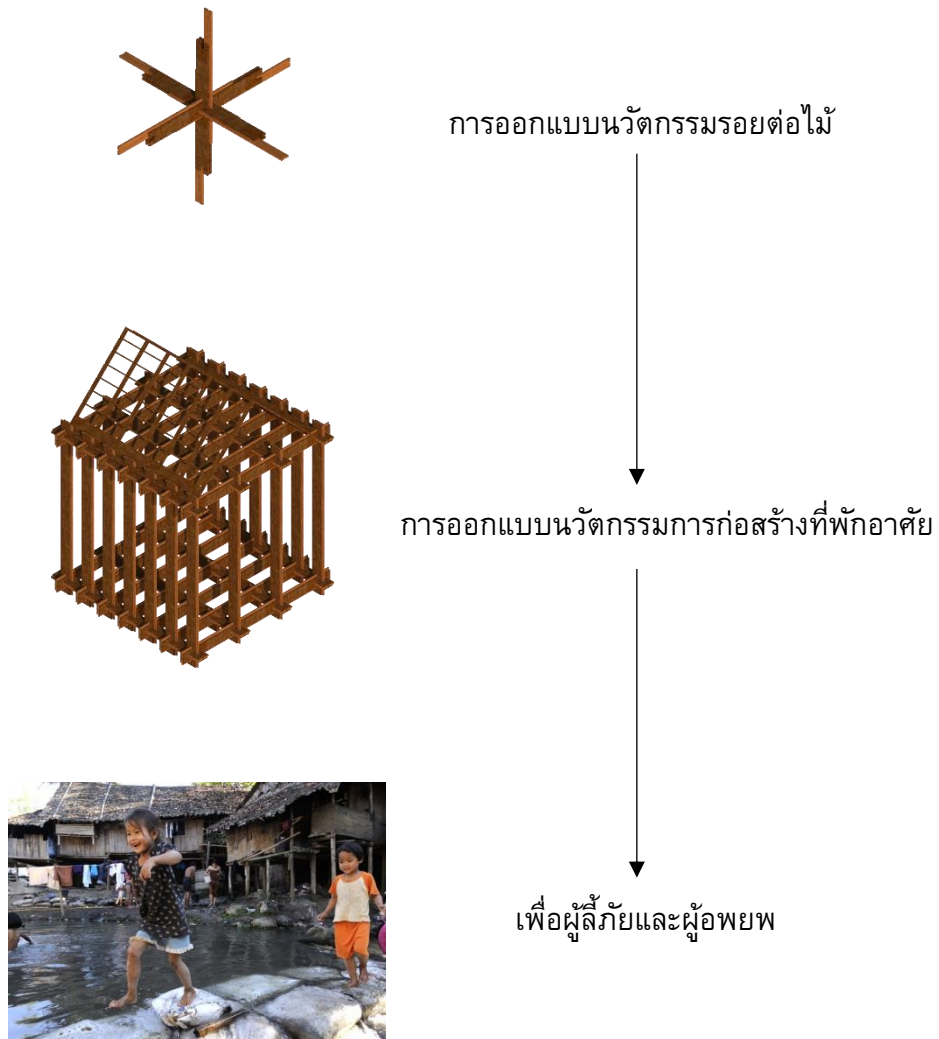 การออกแบบนวัตกรรมรอยต่อไม้
การออกแบบนวัตกรรมการก่อสร้างที่พักอาศัย
เพื่อผู้ลี้ภัยและผู้อพยพ